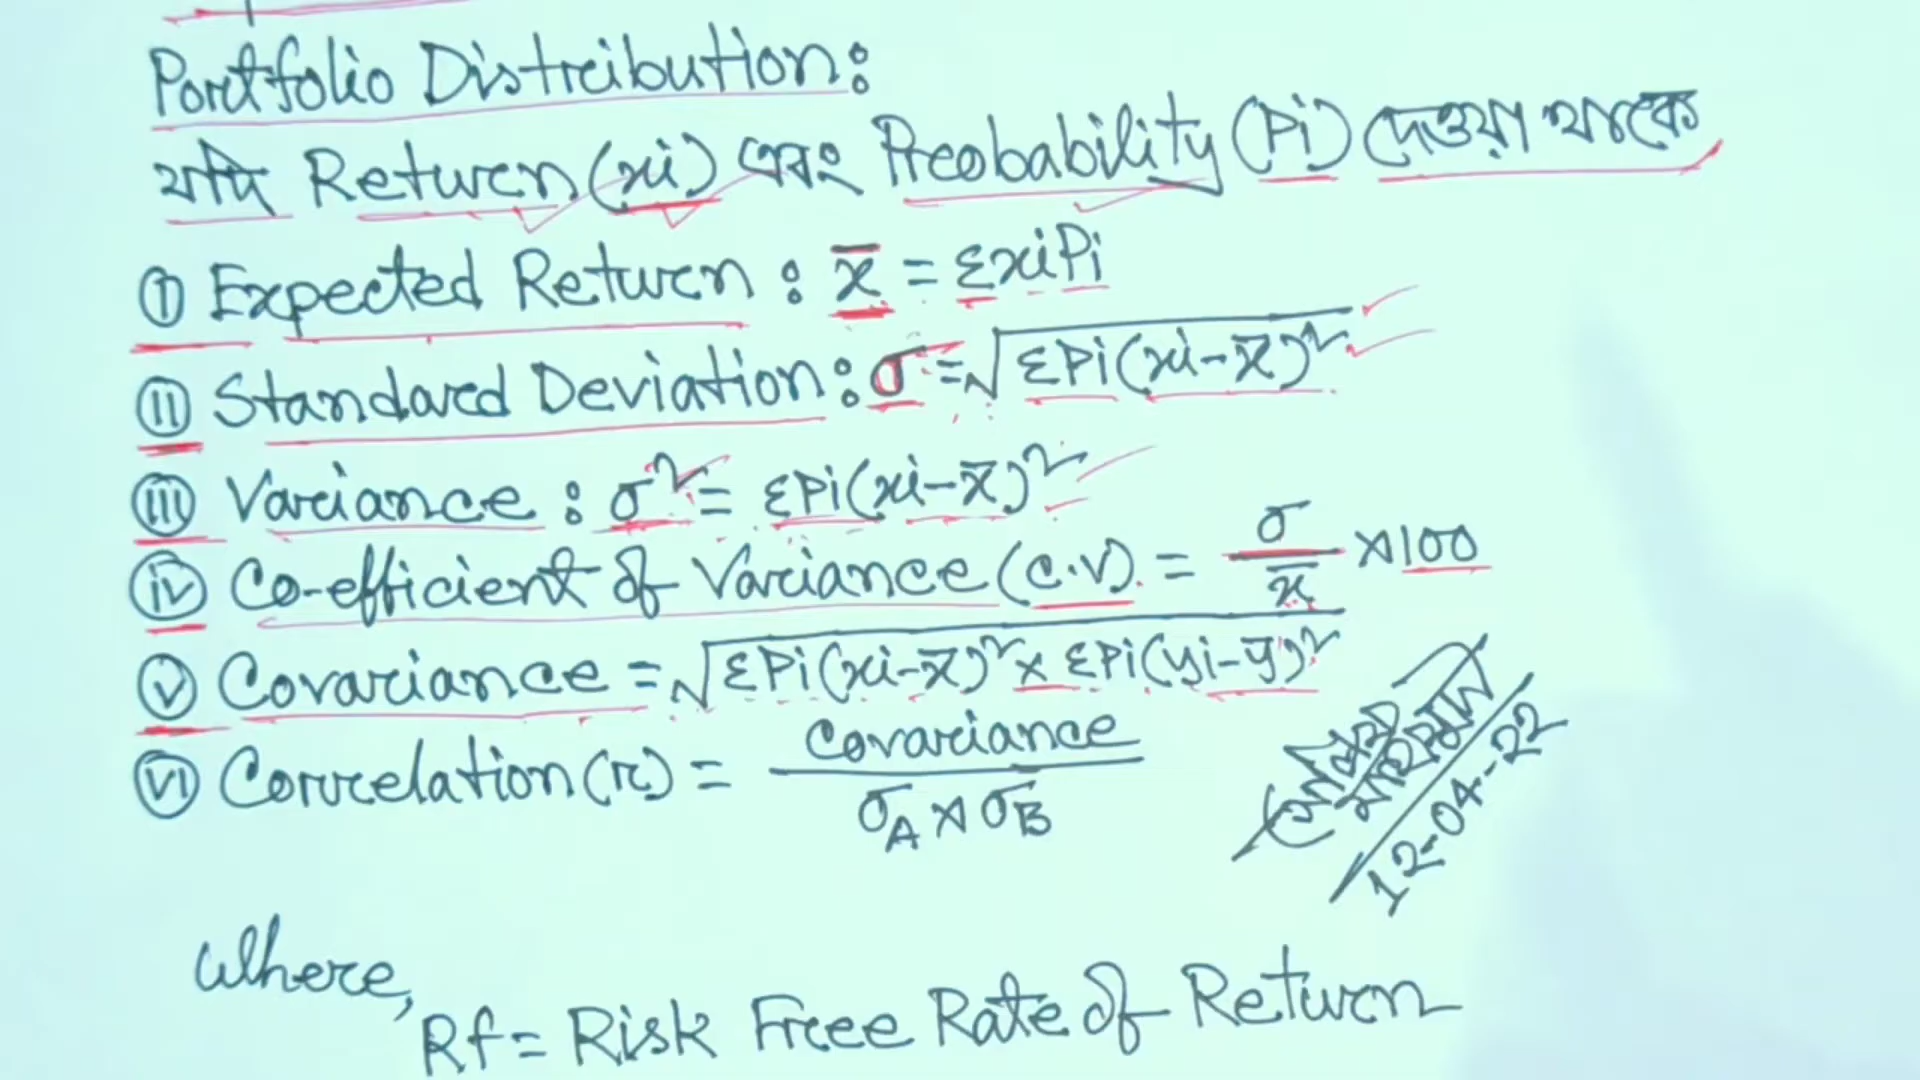 Portfolio Distribution:
যদি Return (xi) এবং Probability (Pi) দেওয়া থাকে
(i) Expected Return : x̄ = Σxi Pi
(ii) Standard Deviation : σ = √ΣPi(xi-x̄)²
(iii) Variance : σ² = ΣPi(xi-x̄)²
(iv) Co-efficient of Variance (c.v) = σ/x̄ ×100
(v) Covariance = √ΣPi(xi-x̄)² × ΣPi(yi-ȳ)²
(vi) Correlation (r) = Covariance / σA × σB
12-04-22
Where,
Rf = Risk Free Rate of Return